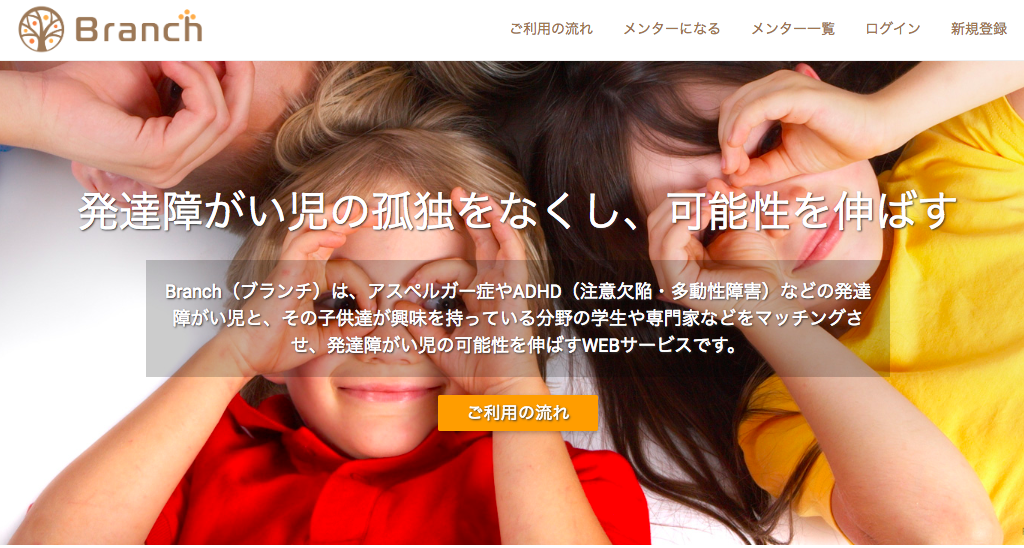 Branch
ご利用の流れ
メンターになる
メンター一覧
ログイン
新規登録
発達障がい児の孤独をなくし、可能性を伸ばす
Branch（ブランチ）は、アスペルガー症やADHD（注意欠陥・多動性障害）などの発達
障がい児と、その子供達が興味を持っている分野の学生や専門家などをマッチングさ
せ、発達障がい児の可能性を伸ばすWEBサービスです。
ご利用の流れ